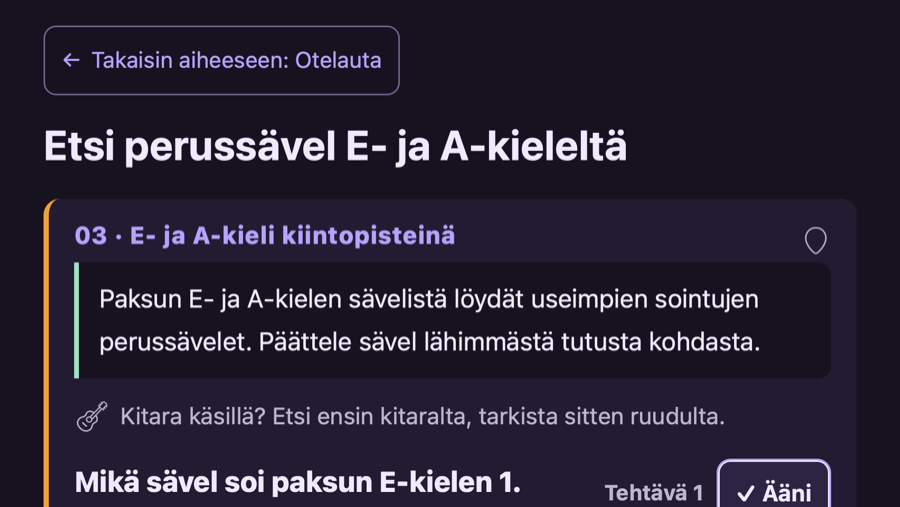 ← Takaisin aiheeseen: Otelauta
Etsi perussävel E- ja A-kieleltä
03 · E- ja A-kieli kiintopisteinä
Paksun E- ja A-kielen sävelistä löydät useimpien sointujen
perussävelet. Päättele sävel lähimmästä tutusta kohdasta.
Kitara käsillä? Etsi ensin kitaralta, tarkista sitten ruudulta.
Mikä sävel soi paksun E-kielen 1.
Tehtävä 1
✓ Ääni